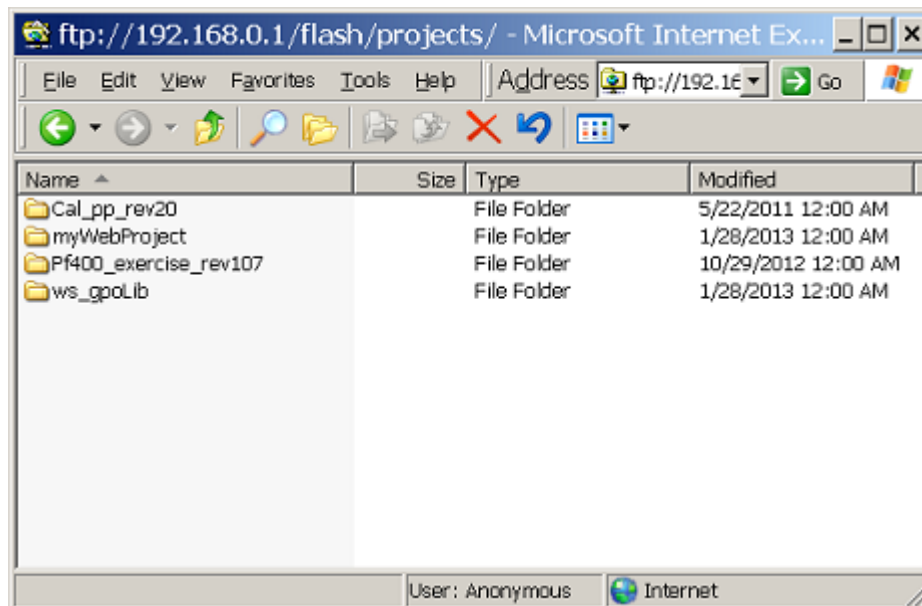 ftp://192.168.0.1/flash/projects/ - Microsoft Internet Ex...
File Edit View Favorites Tools Help Address ftp://192.16 Go
Name Size Type Modified
Cal_pp_rev20 File Folder 5/22/2011 12:00 AM
myWebProject File Folder 1/28/2013 12:00 AM
Pf400_exercise_rev107 File Folder 10/29/2012 12:00 AM
ws_gpoLib File Folder 1/28/2013 12:00 AM
User: Anonymous Internet